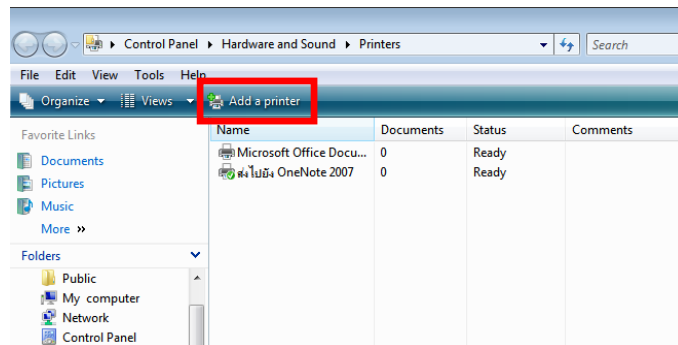 Control Panel ▸ Hardware and Sound ▸ Printers Search
File Edit View Tools Help
Organize Views Add a printer
Favorite Links
Documents
Pictures
Music
More »
Folders
Public
My computer
Network
Control Panel
Name Documents Status Comments
Microsoft Office Docu... 0 Ready
ส่งไปยัง OneNote 2007 0 Ready